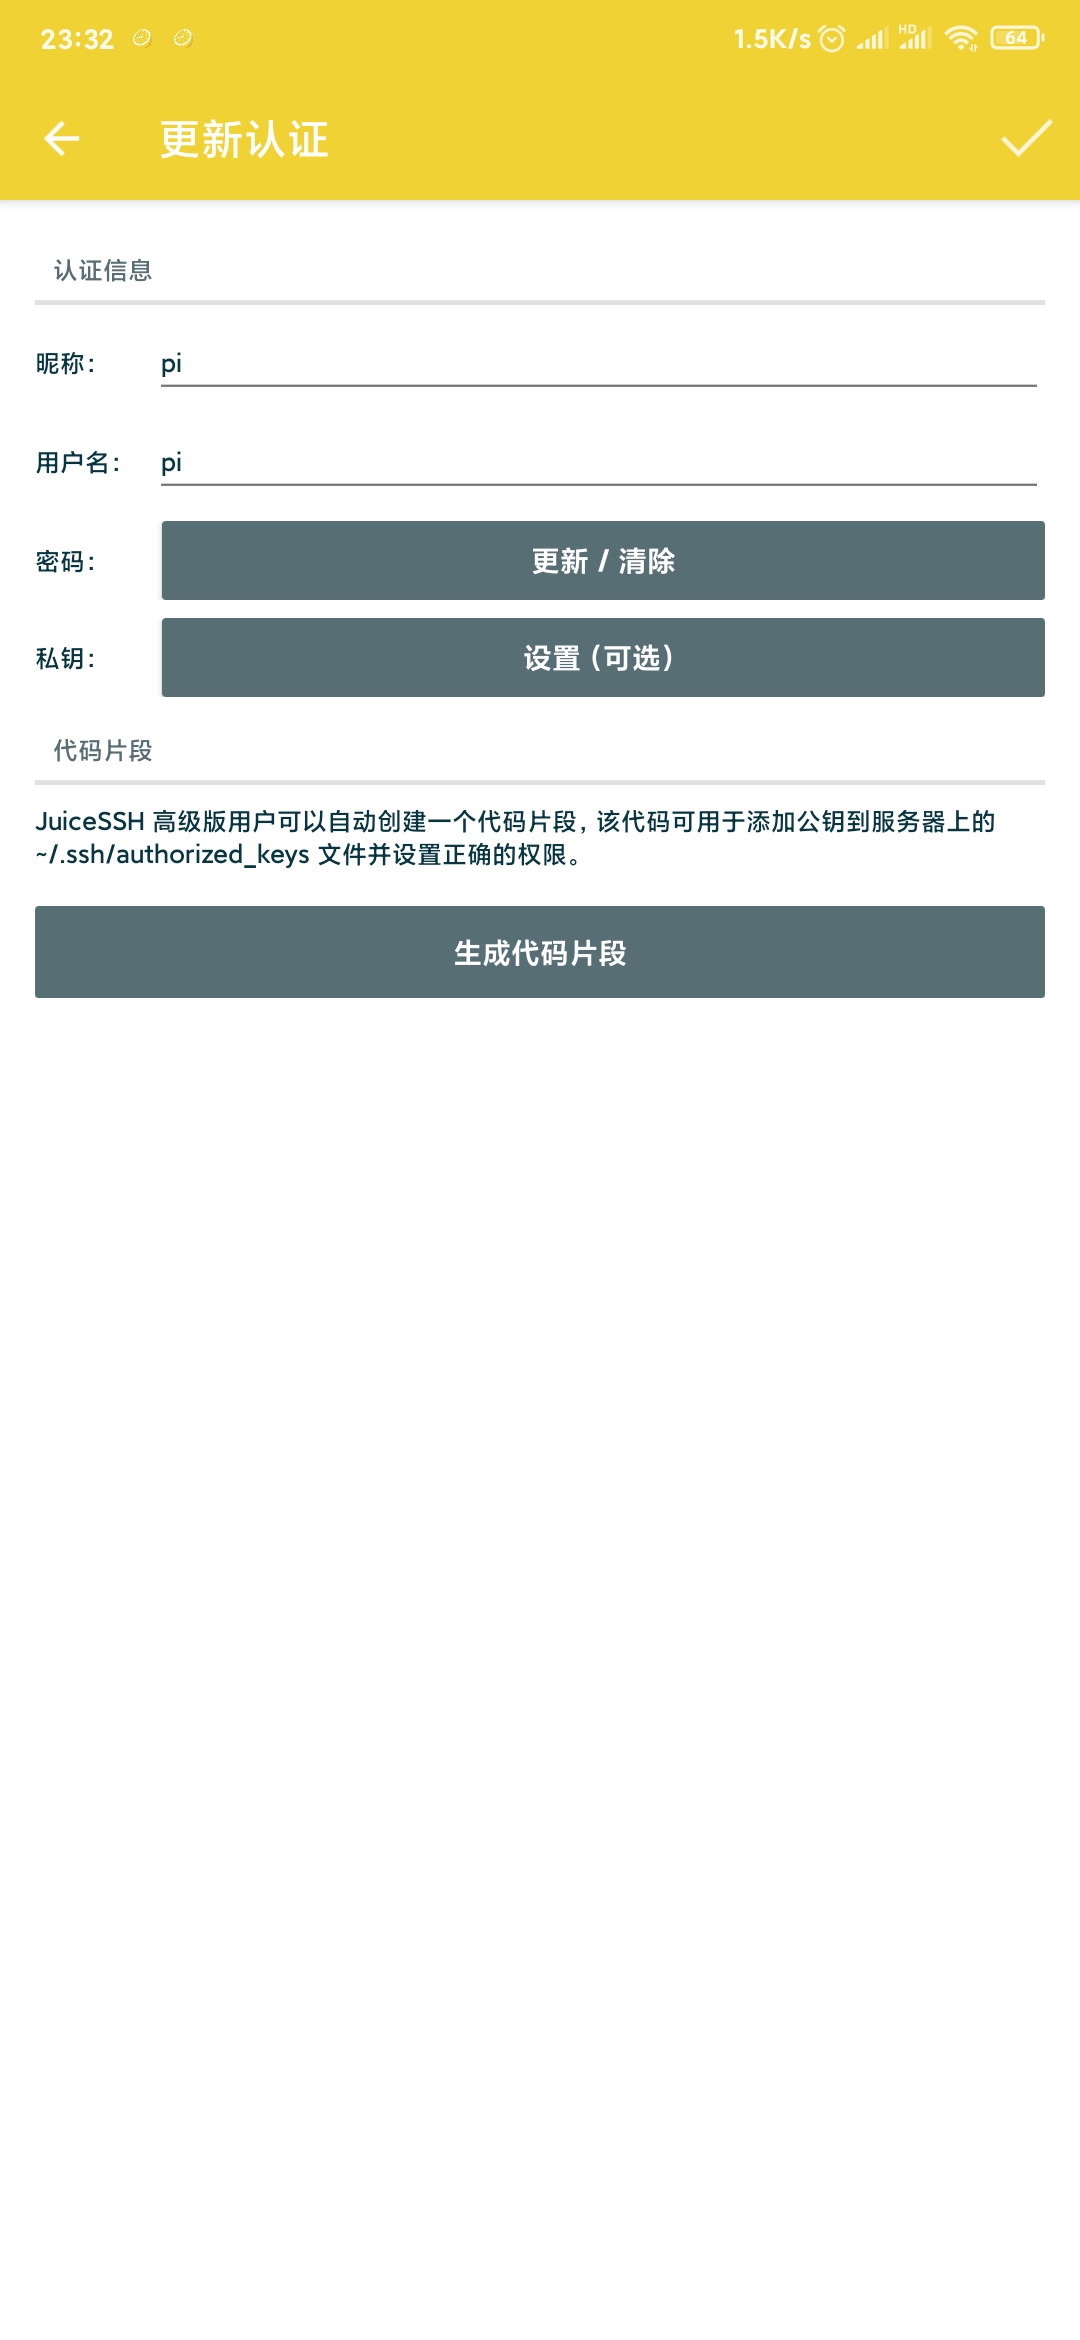 23:32 1.5K/s HD 64
更新认证
认证信息
昵称： pi
用户名： pi
密码： 更新 / 清除
私钥： 设置（可选）
代码片段
JuiceSSH 高级版用户可以自动创建一个代码片段，该代码可用于添加公钥到服务器上的
~/.ssh/authorized_keys 文件并设置正确的权限。
生成代码片段